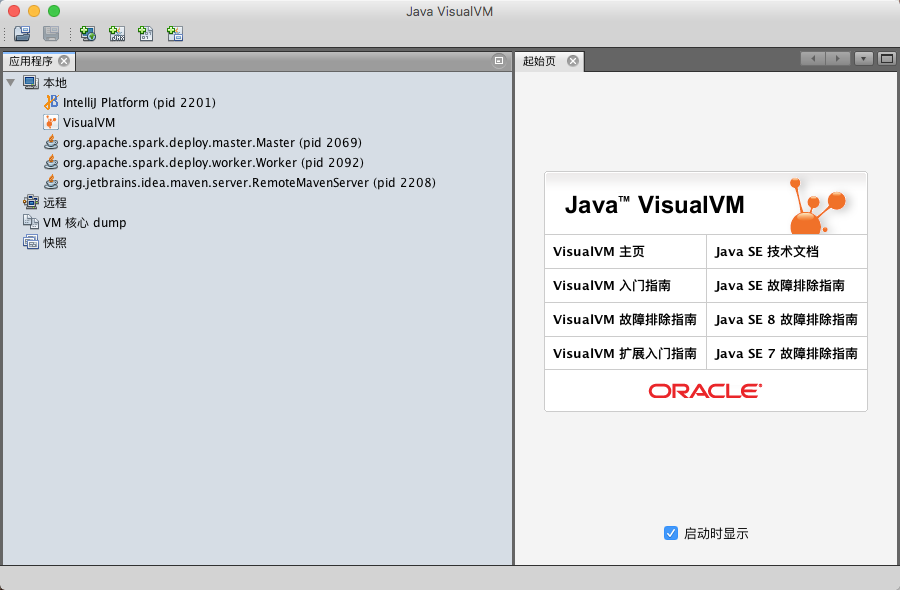 Java VisualVM
应用程序
本地
IntelliJ Platform (pid 2201)
VisualVM
org.apache.spark.deploy.master.Master (pid 2069)
org.apache.spark.deploy.worker.Worker (pid 2092)
org.jetbrains.idea.maven.server.RemoteMavenServer (pid 2208)
远程
VM 核心 dump
快照
起始页
Java™ VisualVM
VisualVM 主页
Java SE 技术文档
VisualVM 入门指南
Java SE 故障排除指南
VisualVM 故障排除指南
Java SE 8 故障排除指南
VisualVM 扩展入门指南
Java SE 7 故障排除指南
ORACLE
启动时显示